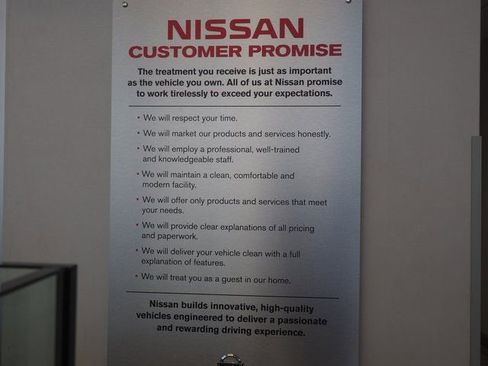 NISSAN
CUSTOMER PROMISE
The treatment you receive is just as important
as the vehicle you own. All of us at Nissan promise
to work tirelessly to exceed your expectations.
• We will respect your time.
• We will market our products and services honestly.
• We will employ a professional, well-trained
and knowledgeable staff.
• We will maintain a clean, comfortable and
modern facility.
• We will offer only products and services that meet
your needs.
• We will provide clear explanations of all pricing
and paperwork.
• We will deliver your vehicle clean with a full
explanation of features.
• We will treat you as a guest in our home.
Nissan builds innovative, high-quality
vehicles engineered to deliver a passionate
and rewarding driving experience.